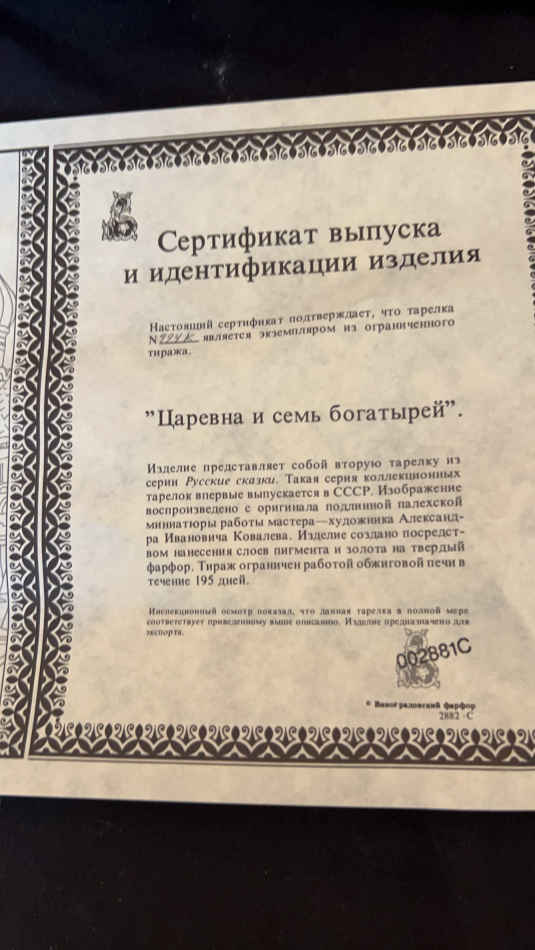 Сертификат выпуска
и идентификации изделия
Настоящий сертификат подтверждает, что тарелка
N является экземпляром из ограниченного
тиража.
”Царевна и семь богатырей”.
Изделие представляет собой вторую тарелку из
серии Русские сказки. Такая серия коллекционных
тарелок впервые выпускается в СССР. Изображение
воспроизведено с оригинала подлинной палехской
миниатюры работы мастера—художника Александ-
ра Ивановича Ковалева. Изделие создано посредст-
вом нанесения слоев пигмента и золота на твердый
фарфор. Тираж ограничен работой обжиговой печи в
течение 195 дней.
Инспекционный осмотр показал, что данная тарелка в полной мере
соответствует приведенному выше описанию. Изделие предназначено для
экспорта.
002881C
© Виноградовский фарфор
2882-C